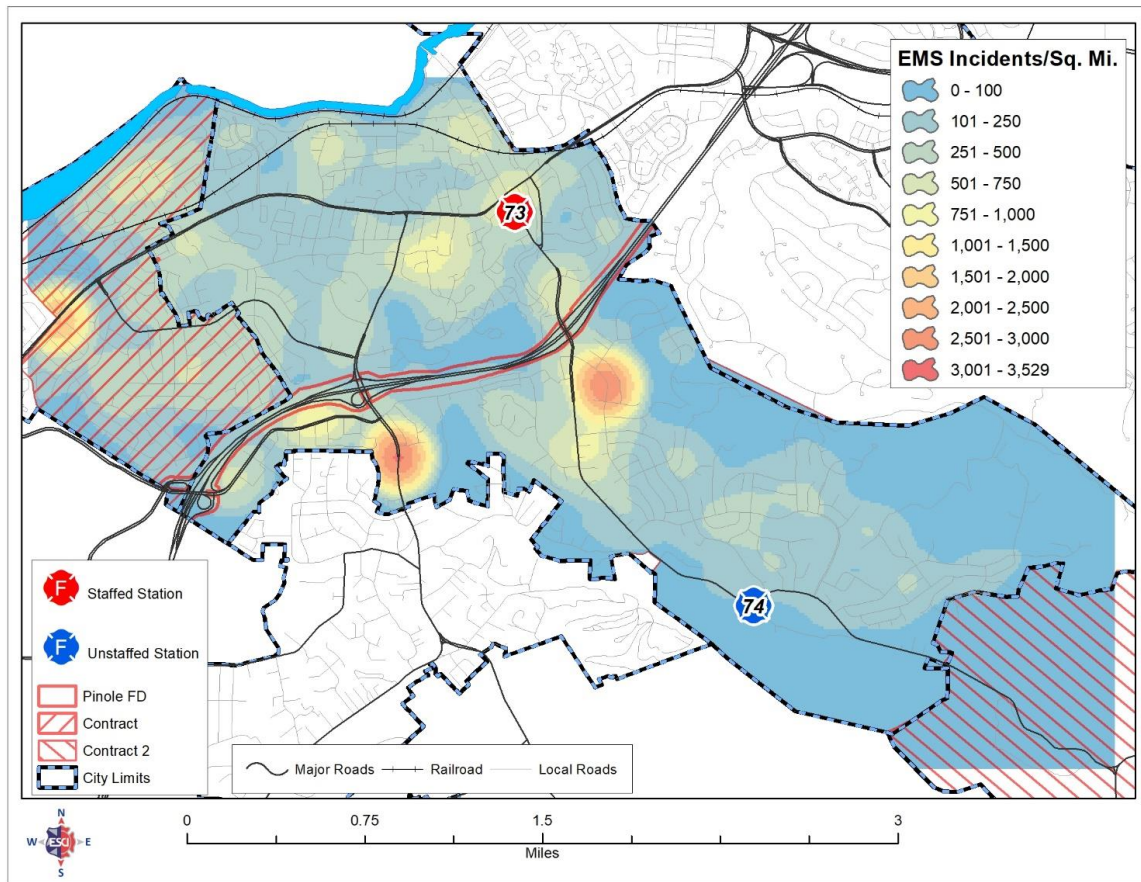 EMS Incidents/Sq. Mi.
0 - 100
101 - 250
251 - 500
501 - 750
751 - 1,000
1,001 - 1,500
1,501 - 2,000
2,001 - 2,500
2,501 - 3,000
3,001 - 3,529
73
74
F Staffed Station
F Unstaffed Station
Pinole FD
Contract
Contract 2
City Limits
Major Roads Railroad Local Roads
N
W ESCI E
S
0 0.75 1.5 3
Miles